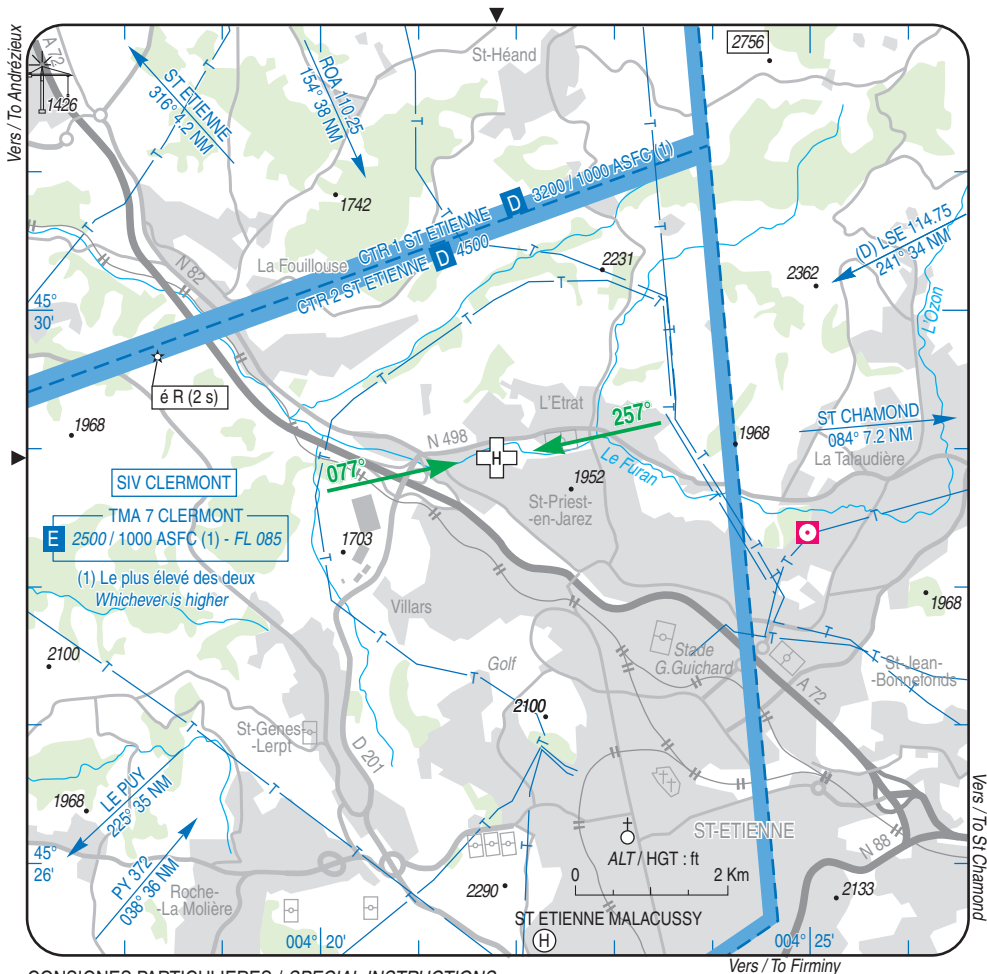 Vers / To Andrézieux
A 72
1426
ST ETIENNE
316° 4.2 NM
ROA 110.25
154° 38 NM
St-Héand
2756
1742
CTR 1 ST ETIENNE D 3200 / 1000 ASFC (1)
CTR 2 ST ETIENNE D 4500
N 82
La Fouillouse
2231
2362
(D) LSE 114.75
241° 34 NM
L'Ozon
45°
30'
é R (2 s)
1968
L'Etrat
257°
N 498
077°
H
Le Furan
1952
St-Priest-
-en-Jarez
1968
ST CHAMOND
084° 7.2 NM
La Talaudière
SIV CLERMONT
TMA 7 CLERMONT
E 2500 / 1000 ASFC (1) - FL 085
(1) Le plus élevé des deux
Whichever is higher
1703
Villars
1968
2100
Golf
Stade
G.Guichard
St-Jean-
-Bonnefonds
A 72
2100
St-Genest-
-Lerpt
D 201
LE PUY
225° 35 NM
1968
PY 372
038° 36 NM
ST-ETIENNE
N 88
Vers / To St Chamond
45°
26'
ALT / HGT : ft
0 2 Km
Roche-
-La Molière
2290
2133
ST ETIENNE MALACUSSY
H
004° 20'
004° 25'
Vers / To Firminy
CONSIGNES PARTICULIERES / SPECIAL INSTRUCTIONS